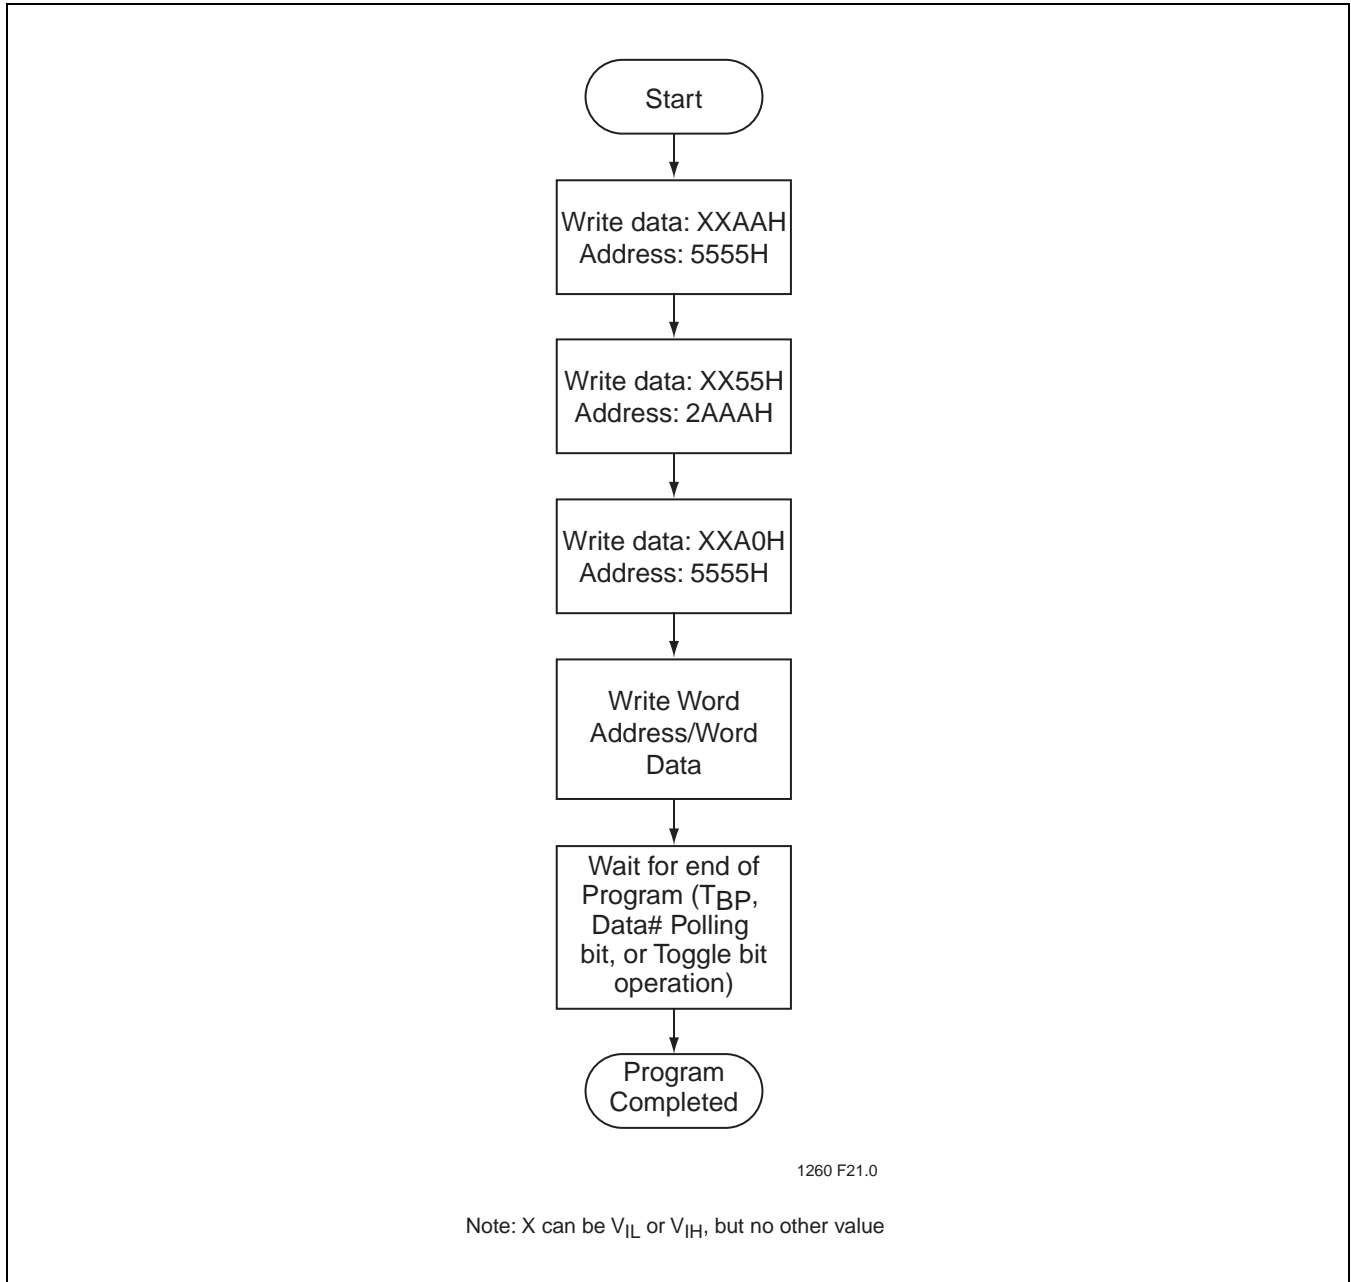 Start
Write data: XXAAH
Address: 5555H
Write data: XX55H
Address: 2AAAH
Write data: XXA0H
Address: 5555H
Write Word
Address/Word
Data
Wait for end of
Program (TBP,
Data# Polling
bit, or Toggle bit
operation)
Program
Completed
1260 F21.0
Note: X can be VIL or VIH, but no other value